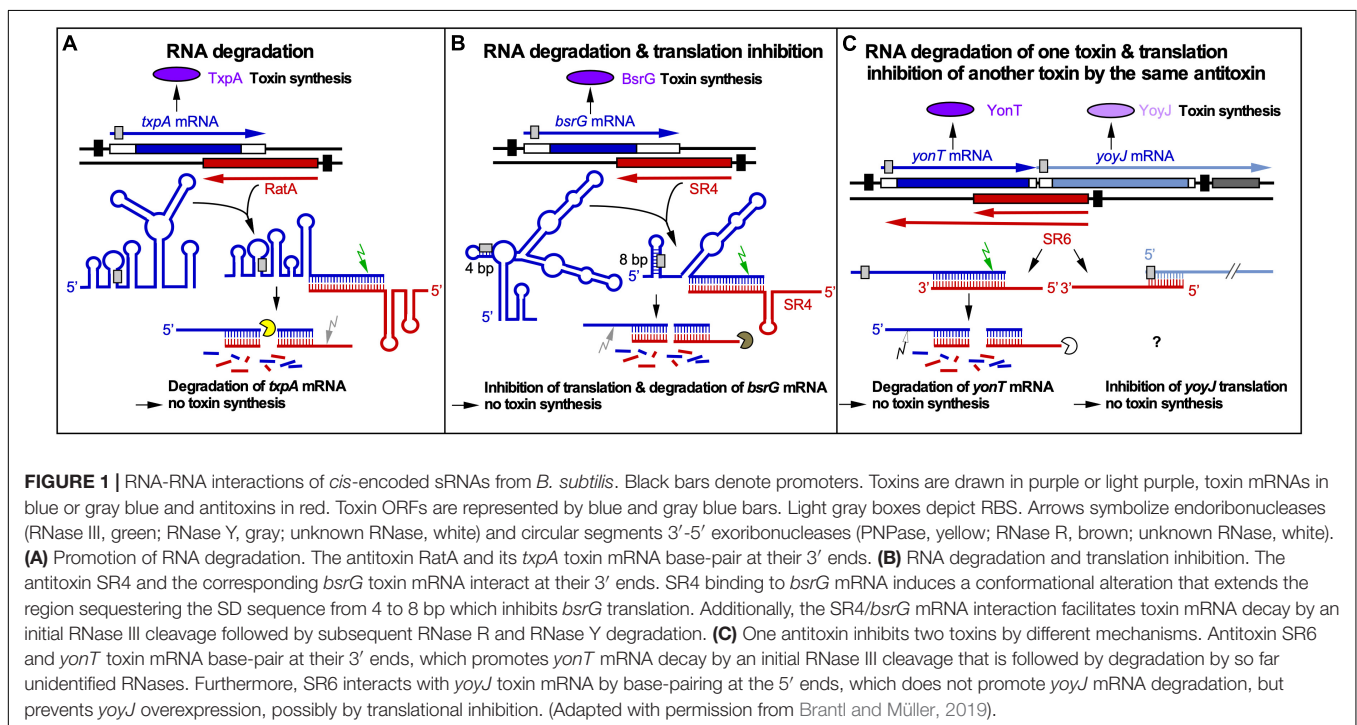 A
RNA degradation
TxpA Toxin synthesis
txpA mRNA
RatA
5′
5′
5′
Degradation of txpA mRNA
no toxin synthesis
B
RNA degradation & translation inhibition
BsrG Toxin synthesis
bsrG mRNA
SR4
4 bp
8 bp
5′
5′
5′
SR4
5′
Inhibition of translation & degradation of bsrG mRNA
no toxin synthesis
C
RNA degradation of one toxin & translation
inhibition of another toxin by the same antitoxin
YonT
YoyJ Toxin synthesis
yonT mRNA
yoyJ mRNA
SR6
5′
5′
3′
5′
3′
5′
5′
?
Degradation of yonT mRNA
no toxin synthesis
Inhibition of yoyJ translation
no toxin synthesis
FIGURE 1 | RNA-RNA interactions of cis-encoded sRNAs from B. subtilis. Black bars denote promoters. Toxins are drawn in purple or light purple, toxin mRNAs in
blue or gray blue and antitoxins in red. Toxin ORFs are represented by blue and gray blue bars. Light gray boxes depict RBS. Arrows symbolize endoribonucleases
(RNase III, green; RNase Y, gray; unknown RNase, white) and circular segments 3′-5′ exoribonucleases (PNPase, yellow; RNase R, brown; unknown RNase, white).
(A) Promotion of RNA degradation. The antitoxin RatA and its txpA toxin mRNA base-pair at their 3′ ends. (B) RNA degradation and translation inhibition. The
antitoxin SR4 and the corresponding bsrG toxin mRNA interact at their 3′ ends. SR4 binding to bsrG mRNA induces a conformational alteration that extends the
region sequestering the SD sequence from 4 to 8 bp which inhibits bsrG translation. Additionally, the SR4/bsrG mRNA interaction facilitates toxin mRNA decay by an
initial RNase III cleavage followed by subsequent RNase R and RNase Y degradation. (C) One antitoxin inhibits two toxins by different mechanisms. Antitoxin SR6
and yonT toxin mRNA base-pair at their 3′ ends, which promotes yonT mRNA decay by an initial RNase III cleavage that is followed by degradation by so far
unidentified RNases. Furthermore, SR6 interacts with yoyJ toxin mRNA by base-pairing at the 5′ ends, which does not promote yoyJ mRNA degradation, but
prevents yoyJ overexpression, possibly by translational inhibition. (Adapted with permission from Brantl and Müller, 2019).